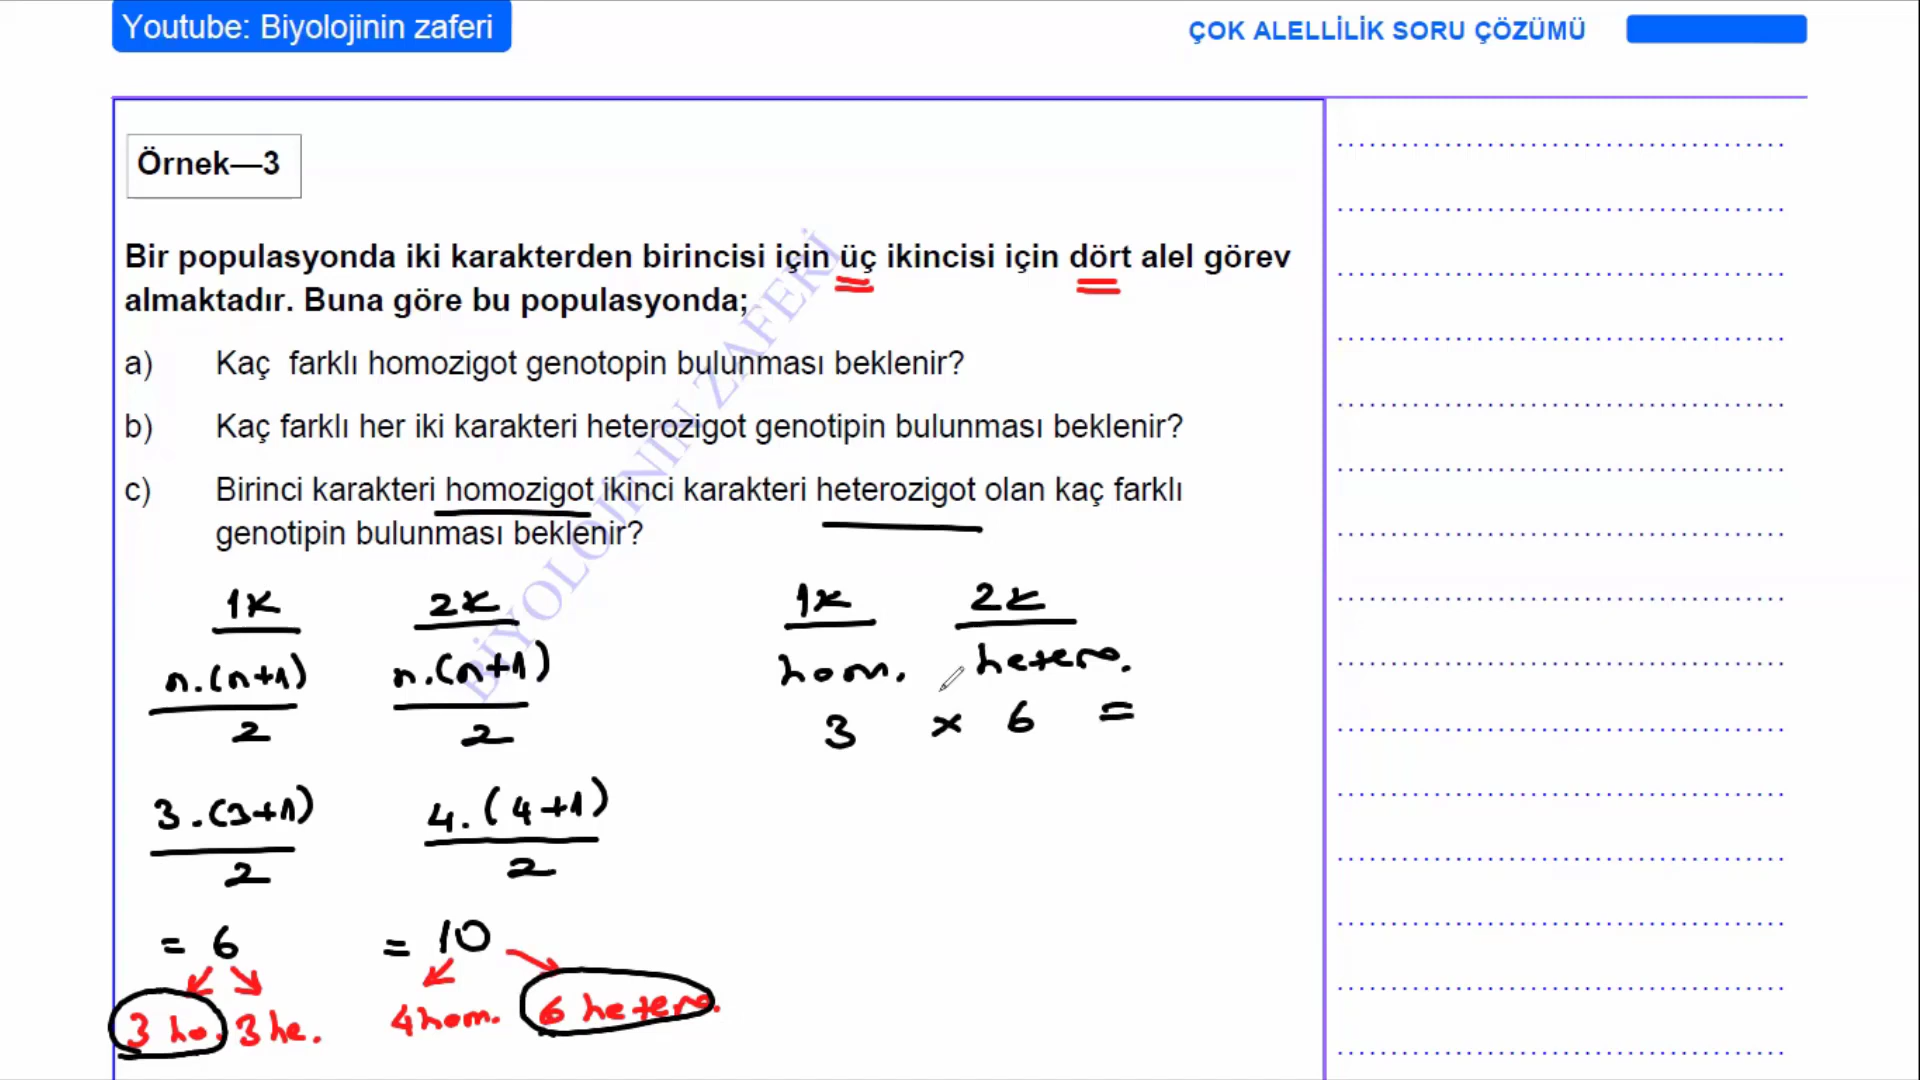 Youtube: Biyolojinin zaferi
ÇOK ALELLİLİK SORU ÇÖZÜMÜ
Örnek—3
Bir populasyonda iki karakterden birincisi için üç ikincisi için dört alel görev
almaktadır. Buna göre bu populasyonda;
a) Kaç farklı homozigot genotopin bulunması beklenir?
b) Kaç farklı her iki karakteri heterozigot genotipin bulunması beklenir?
c) Birinci karakteri homozigot ikinci karakteri heterozigot olan kaç farklı
genotipin bulunması beklenir?
BİYOLOJİNİN ZAFERİ
1K 2K 1K 2K
n.(n+1) n.(n+1) hom. hetero.
2 2 3 x 6 =
3.(3+1) 4.(4+1)
2 2
= 6 = 10
3 ho. 3 he. 4 hom. 6 hetero.